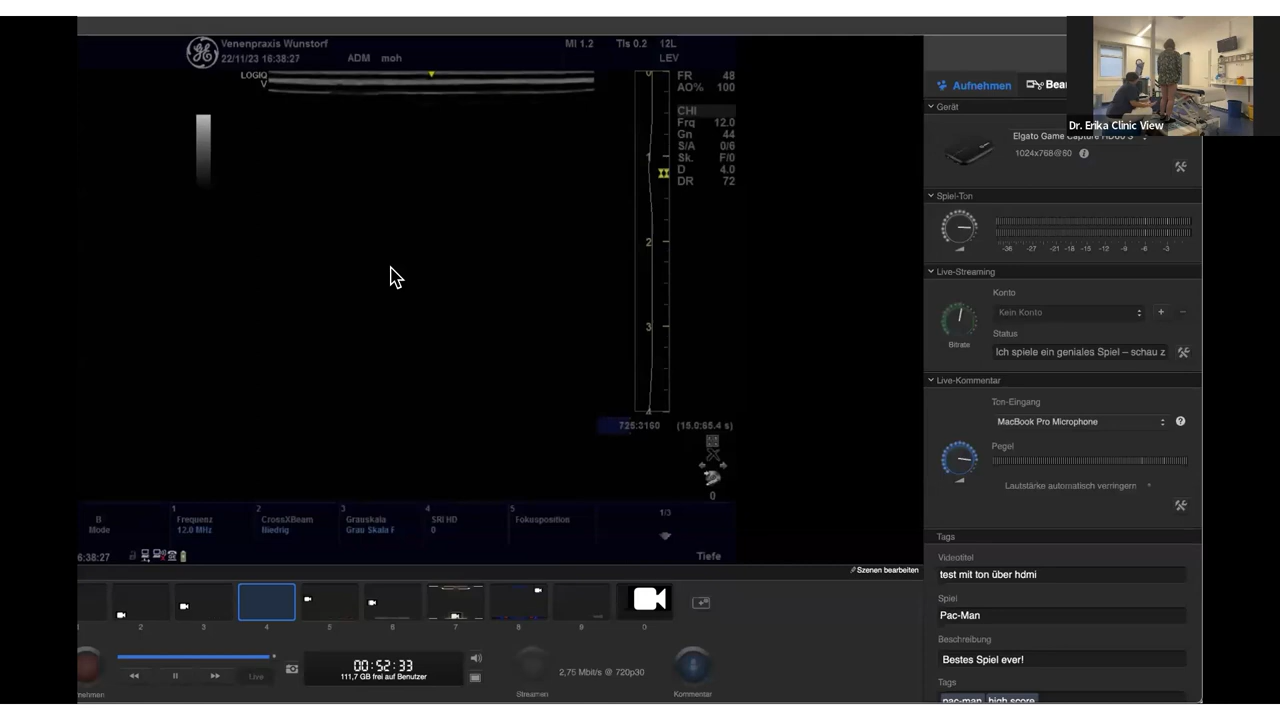 Venenpraxis Wunstorf
22/11/23 16:38:27 ADM moh
MI 1.2 TIs 0.2 12L
LEV
LOGIQ
V
FR 48
AO% 100
CHI
Frq 12.0
Gn 44
S/A 0/6
Sk. F/0
D 4.0
DR 72
0
1
2
3
4
725:3160 (15.0:65.4 s)
0
B
Mode
1
Frequenz
12.0 MHz
2
CrossXBeam
Niedrig
3
Grauskala
Grau Skala F
4
SRI HD
0
5
Fokusposition
1/3
6:38:27
Tiefe
Szenen bearbeiten
2 3 4 5 6 7 8 9 0
nehmen
Live
00:52:33
111,7 GB frei auf Benutzer
Streamen
2,75 Mbit/s @ 720p30
Kommentar
Dr. Erika Clinic View
Aufnehmen
Bear
Gerät
Elgato Game Capture HD60 S
1024x768@60
Spiel-Ton
-36 -27 -21 -18 -15 -12 -9 -6 -3
Live-Streaming
Konto
Kein Konto
Bitrate
Status
Ich spiele ein geniales Spiel – schau z
Live-Kommentar
Ton-Eingang
MacBook Pro Microphone
Pegel
Lautstärke automatisch verringern
Tags
Videotitel
test mit ton über hdmi
Spiel
Pac-Man
Beschreibung
Bestes Spiel ever!
Tags
pac-man high score